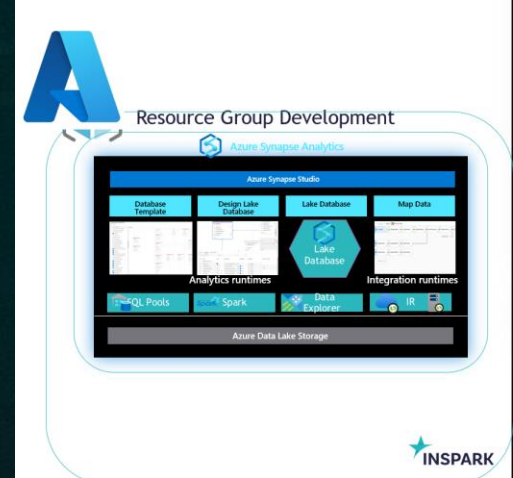 Resource Group Development
Azure Synapse Analytics
Azure Synapse Studio
Database
Template
Design Lake
Database
Lake Database
Map Data
Lake
Database
Analytics runtimes
Integration runtimes
SQL Pools
Spark
Data
Explorer
IR
Azure Data Lake Storage
INSPARK